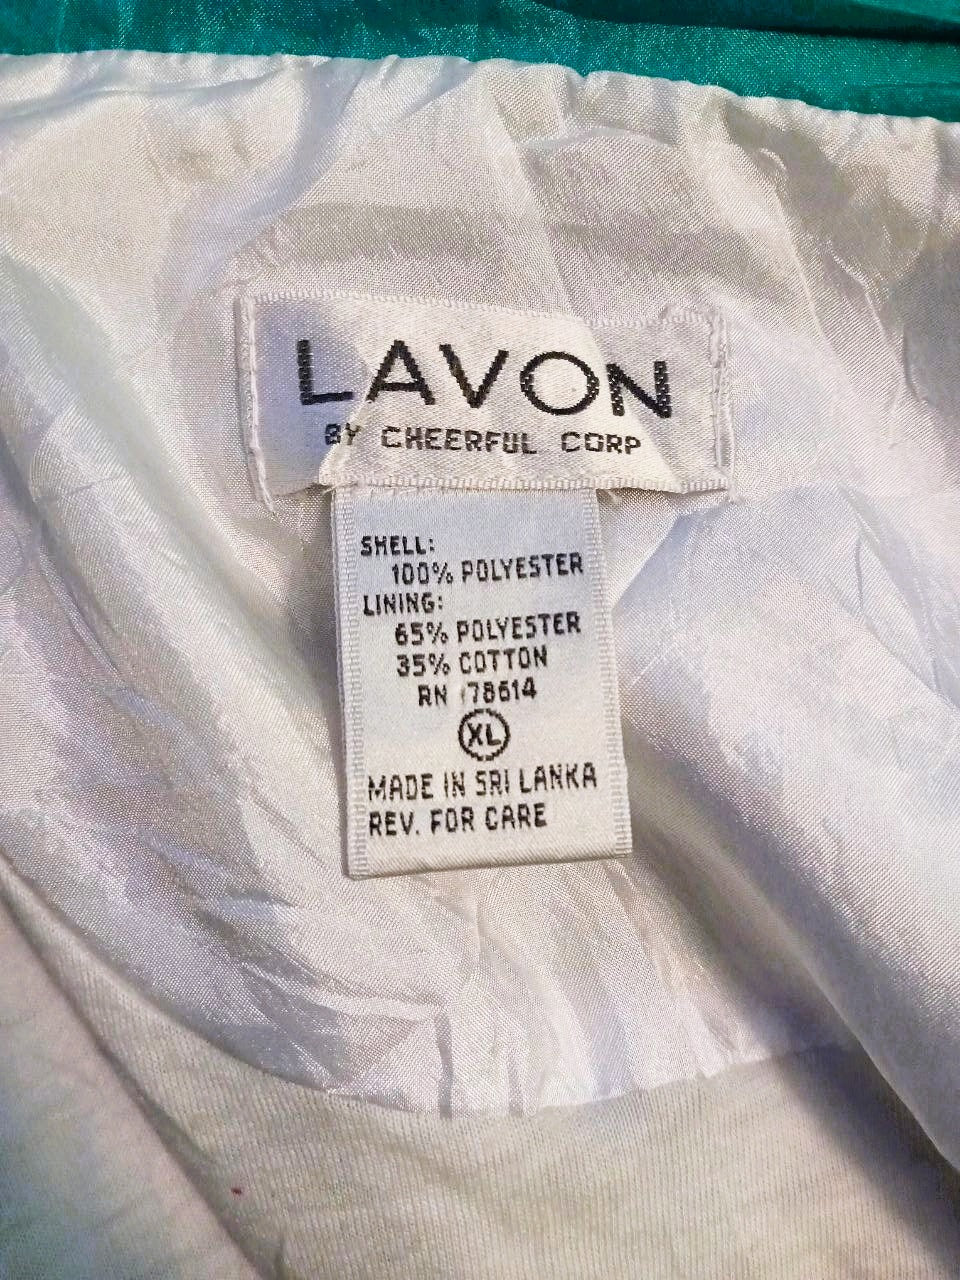 LAVON
BY CHEERFUL CORP
SHELL:
100% POLYESTER
LINING:
65% POLYESTER
35% COTTON
RN 78614
XL
MADE IN SRI LANKA
REV. FOR CARE